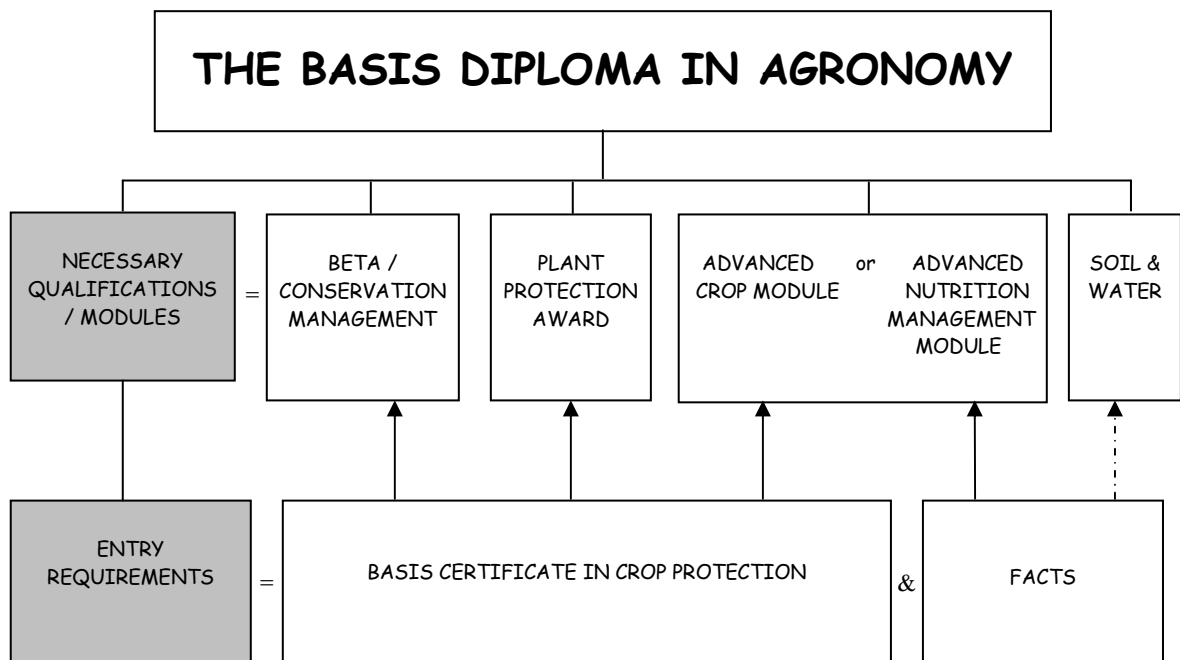 THE BASIS DIPLOMA IN AGRONOMY
NECESSARY
QUALIFICATIONS
/ MODULES
=
BETA /
CONSERVATION
MANAGEMENT
PLANT
PROTECTION
AWARD
ADVANCED
CROP MODULE
or
ADVANCED
NUTRITION
MANAGEMENT
MODULE
SOIL &
WATER
ENTRY
REQUIREMENTS
=
BASIS CERTIFICATE IN CROP PROTECTION
&
FACTS